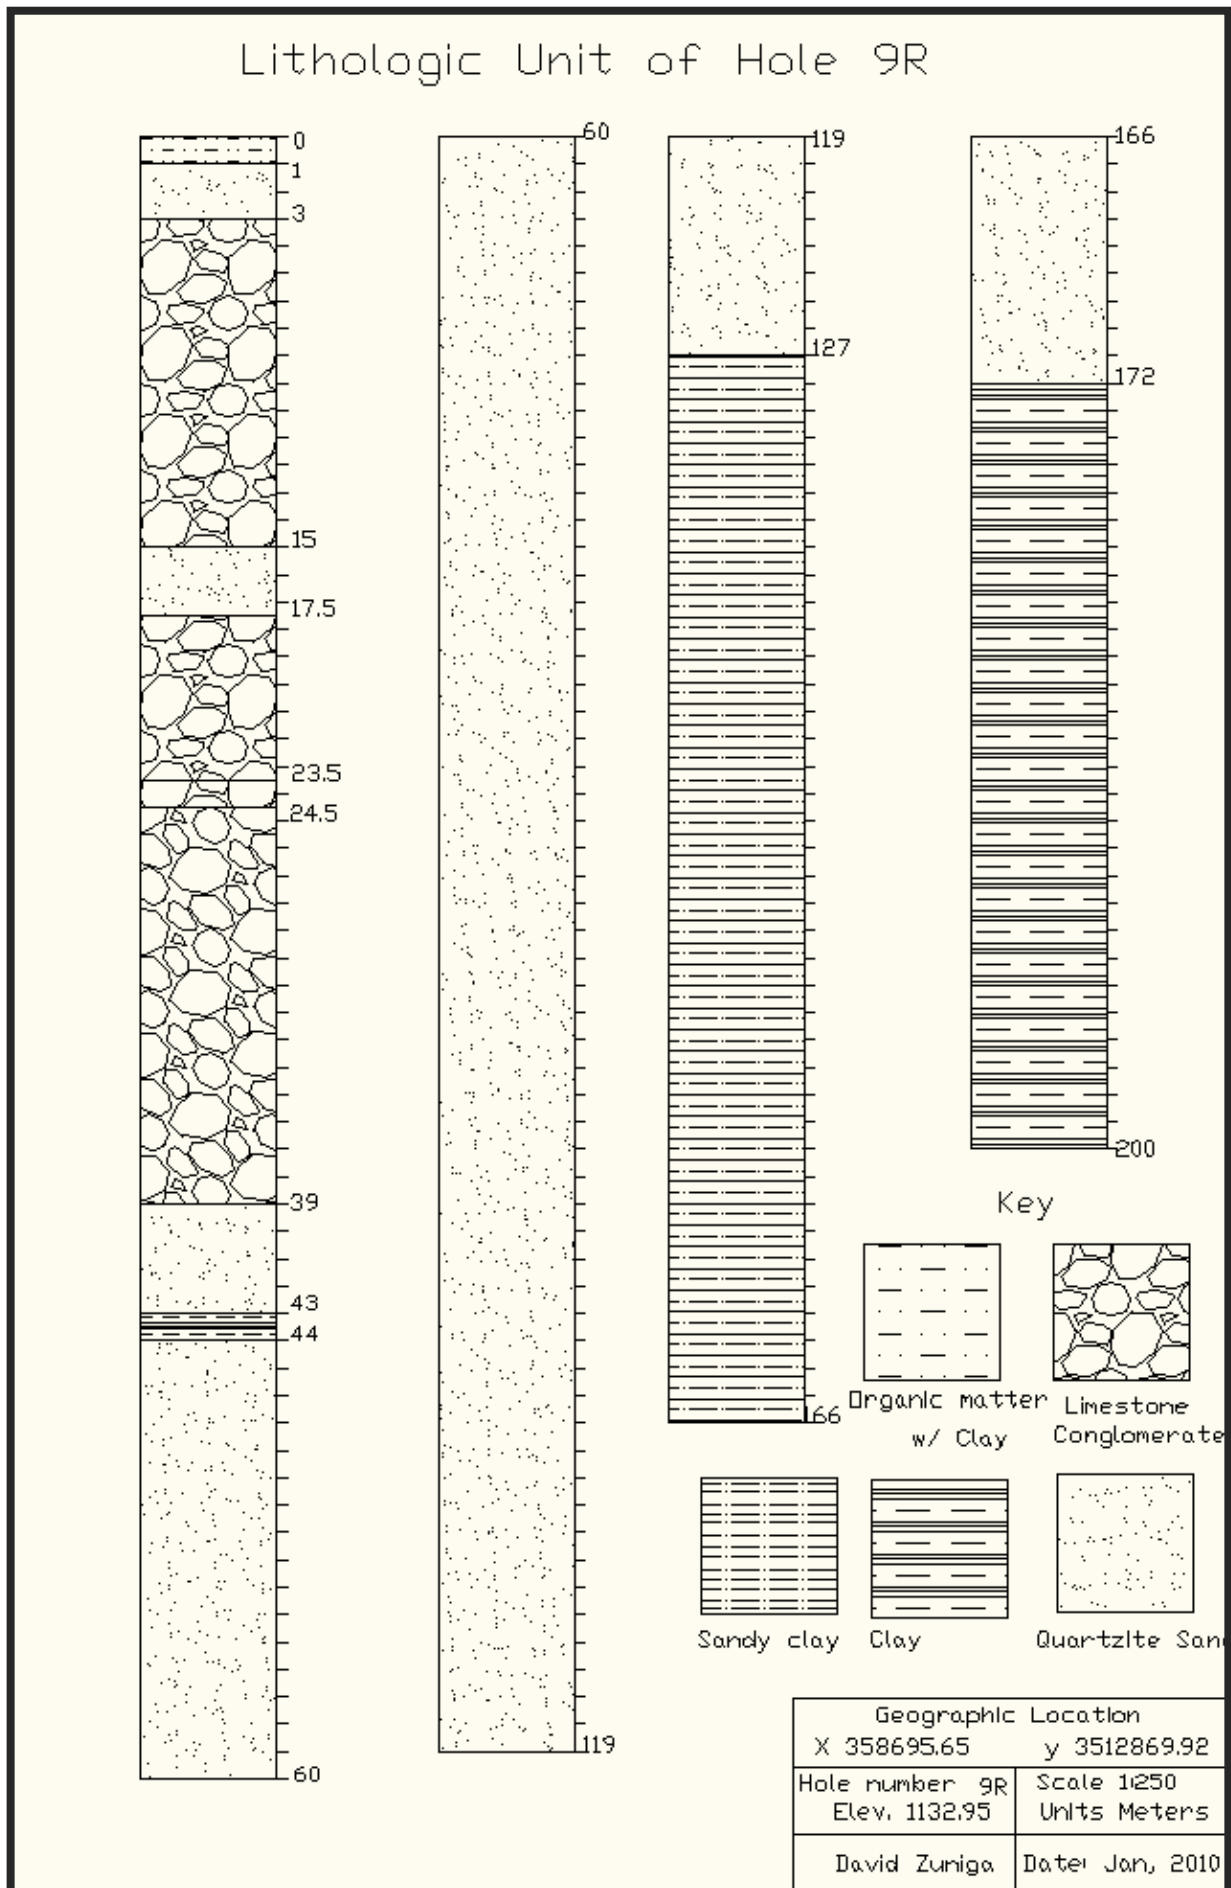 Lithologic Unit of Hole 9R
0
1
3
15
17.5
23.5
24.5
39
43
44
60
60
119
119
127
166
166
172
200
Key
Organic matter
w/ Clay
Limestone
Conglomerate
Sandy clay
Clay
Quartzite San
Geographic Location
X 358695.65 y 3512869.92
Hole number 9R
Elev. 1132.95
Scale 1:250
Units Meters
David Zuniga
Date: Jan, 2010